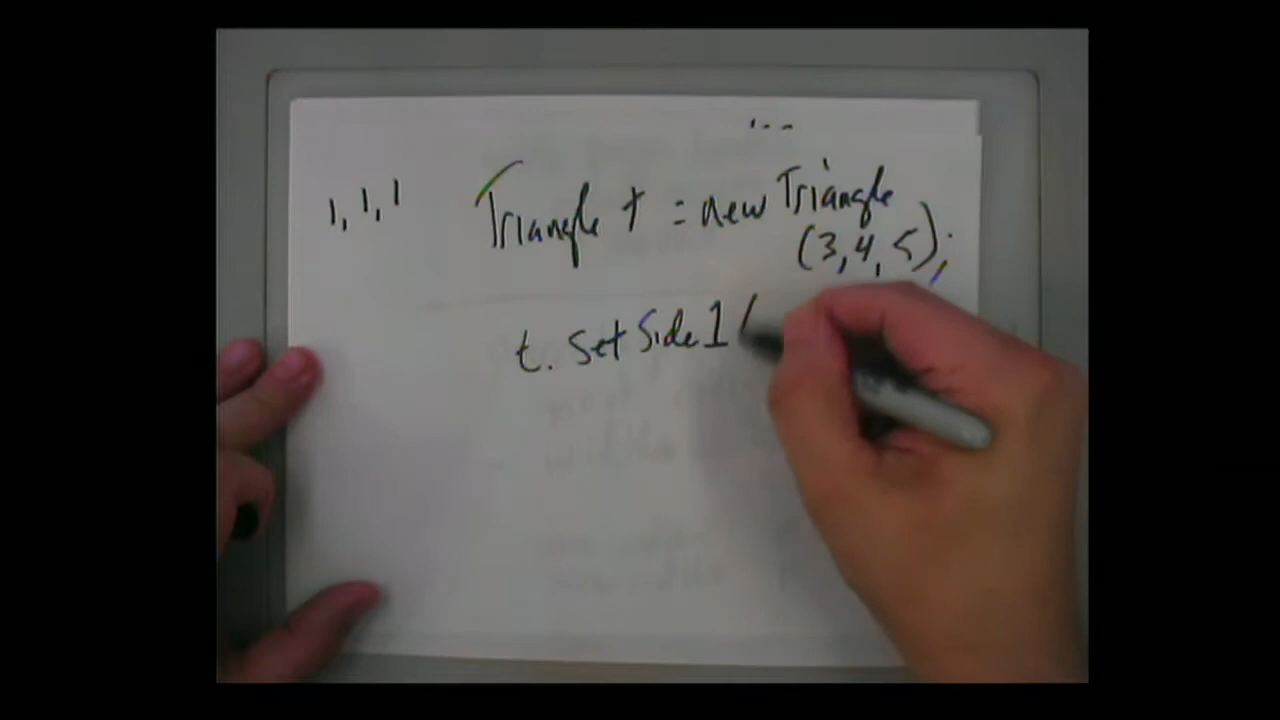 ...
1, 1, 1 Triangle t = new Triangle
(3, 4, 5);
t. set Side 1 (